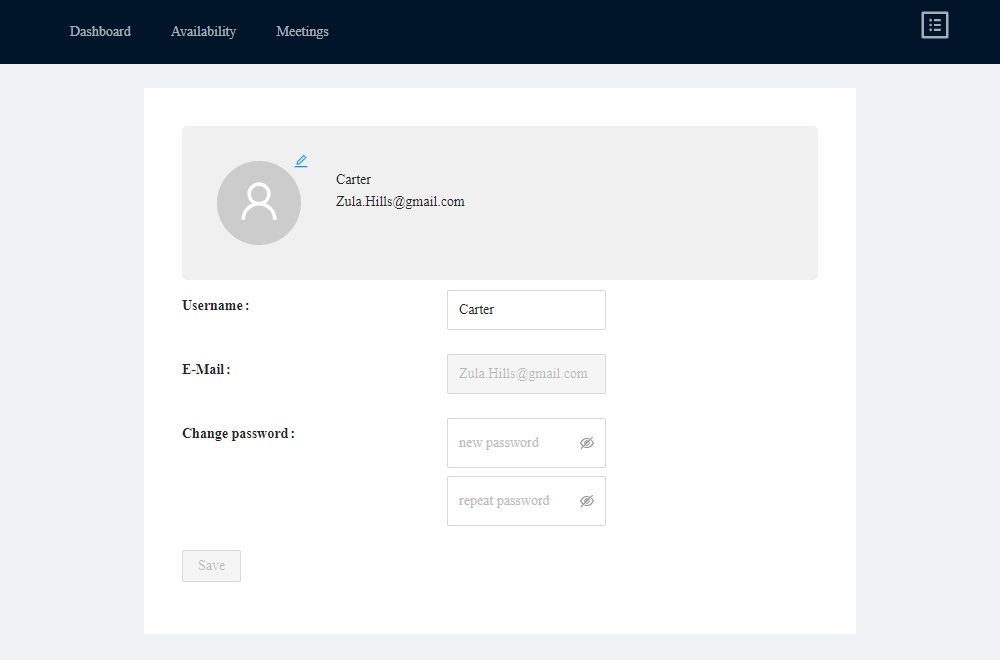 Dashboard Availability Meetings
Carter
Zula.Hills@gmail.com
Username :
Carter
E-Mail :
Zula.Hills@gmail.com
Change password :
new password
repeat password
Save